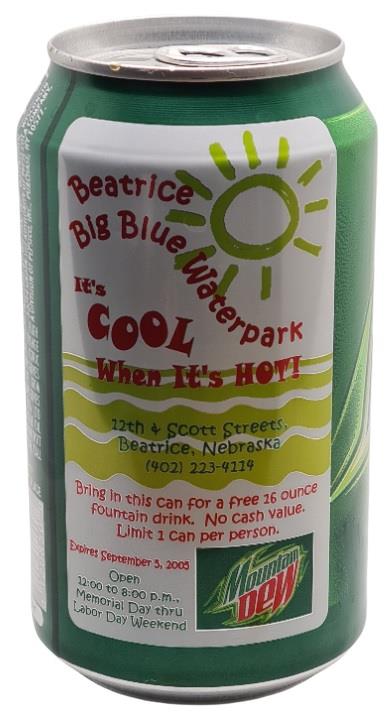 Beatrice
Big Blue Waterpark
It's
COOL
When It's HOT!
12th & Scott Streets,
Beatrice, Nebraska
(402) 223-4114
Bring in this can for a free 16 ounce
fountain drink. No cash value.
Limit 1 can per person.
Expires September 5, 2005
Open
12:00 to 8:00 p.m.,
Memorial Day thru
Labor Day Weekend
Mountain
Dew